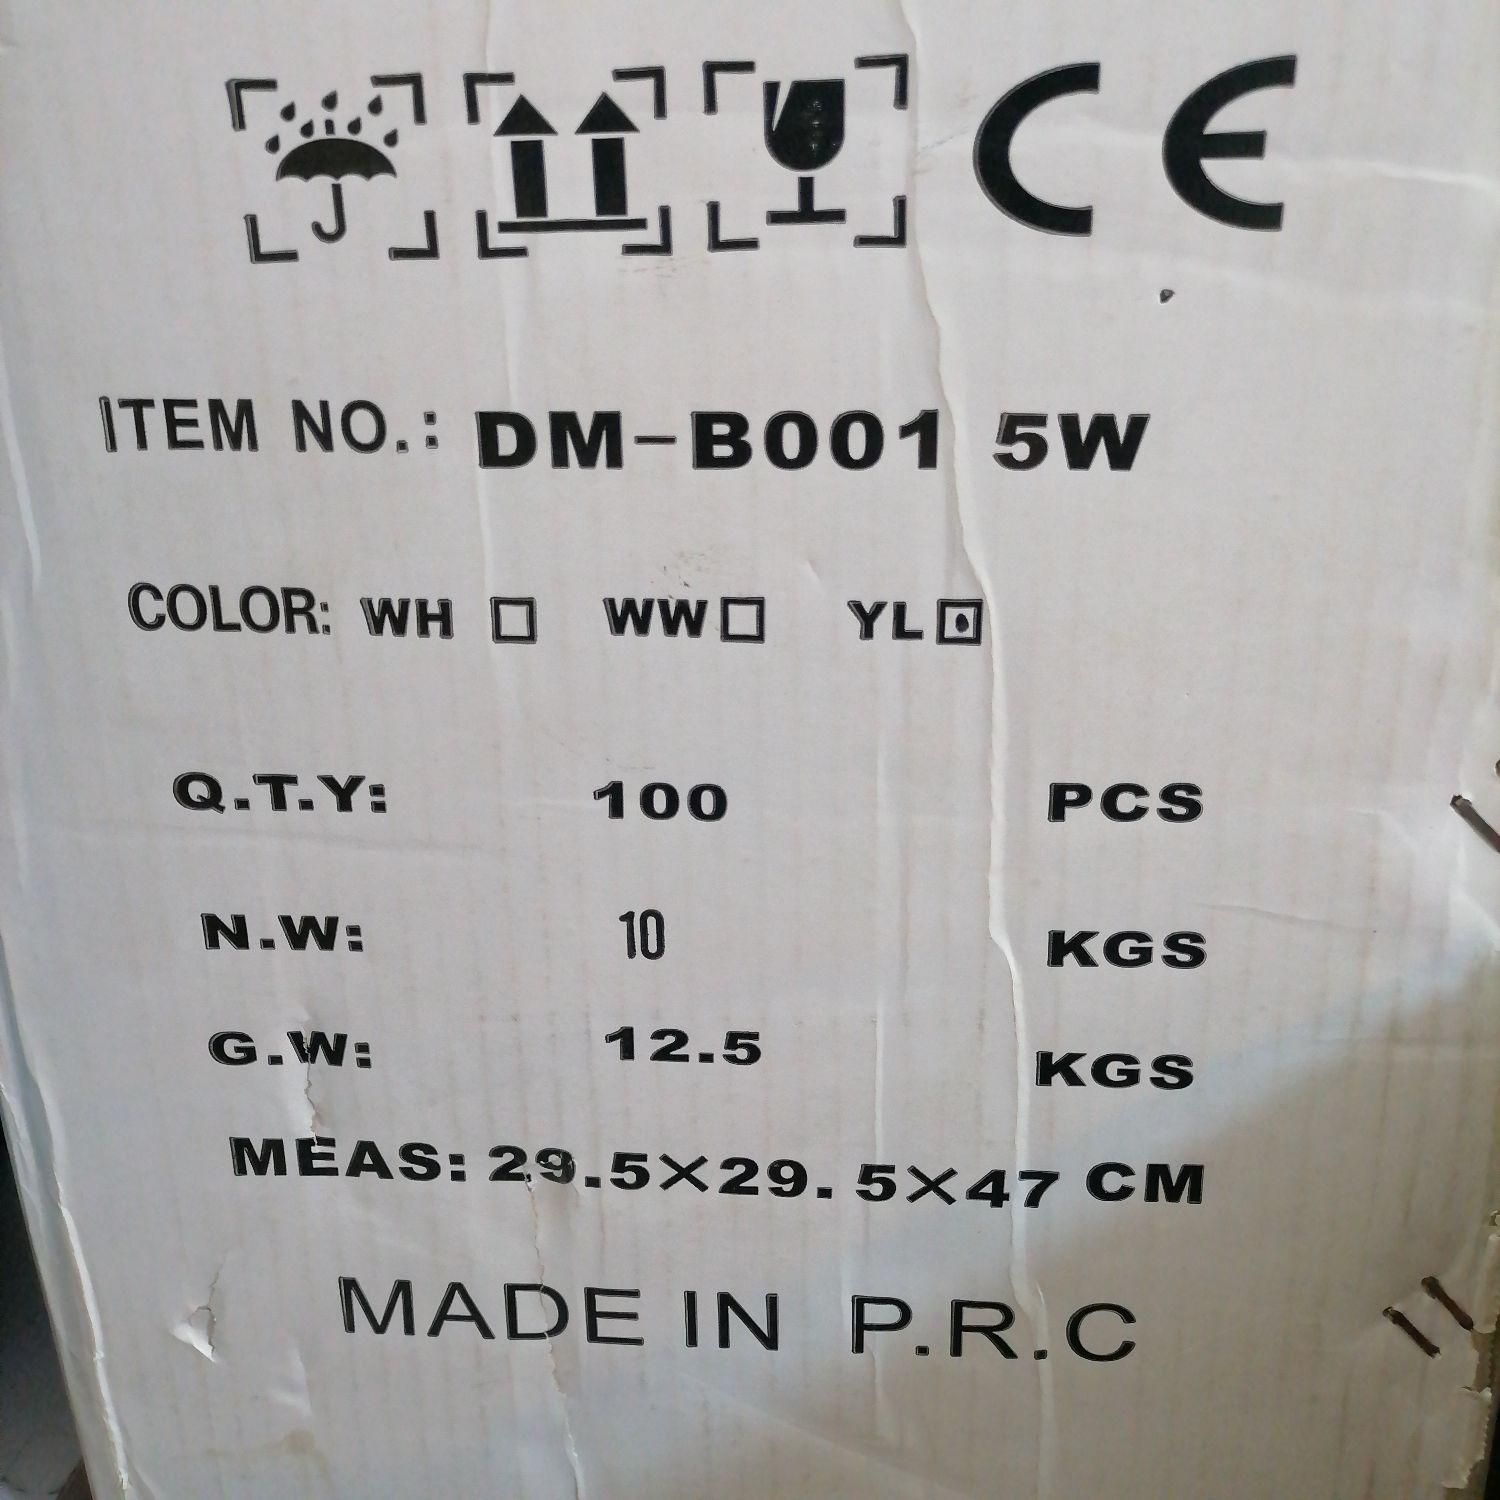 CE
ITEM NO.: DM-B001 5W
COLOR: WH □ WW □ YL ▣
Q.T.Y: 100 PCS
N.W: 10 KGS
G.W: 12.5 KGS
MEAS: 29.5×29.5×47 CM
MADE IN P.R.C